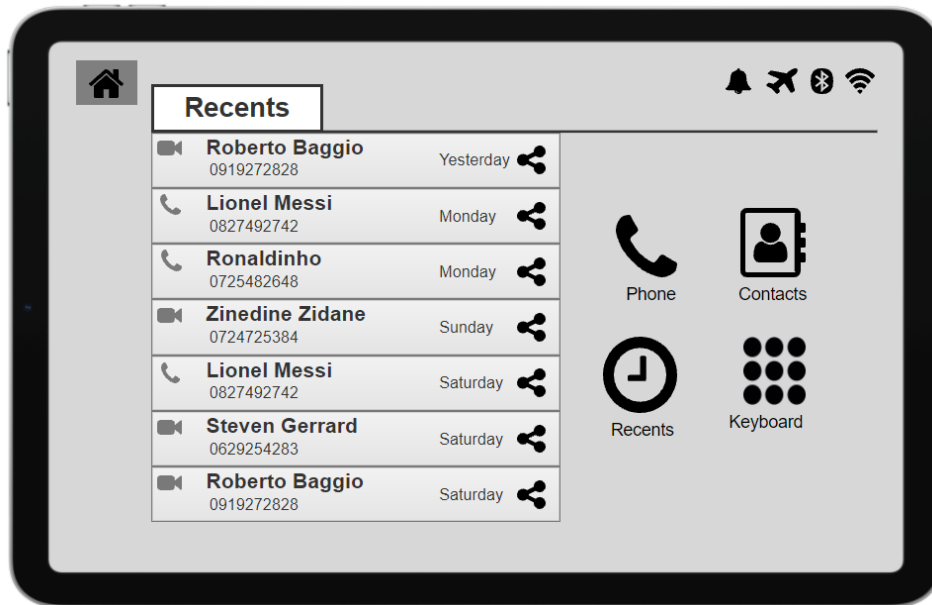 Recents
Roberto Baggio
0919272828
Yesterday
Lionel Messi
0827492742
Monday
Ronaldinho
0725482648
Monday
Zinedine Zidane
0724725384
Sunday
Lionel Messi
0827492742
Saturday
Steven Gerrard
0629254283
Saturday
Roberto Baggio
0919272828
Saturday
Phone
Contacts
Recents
Keyboard